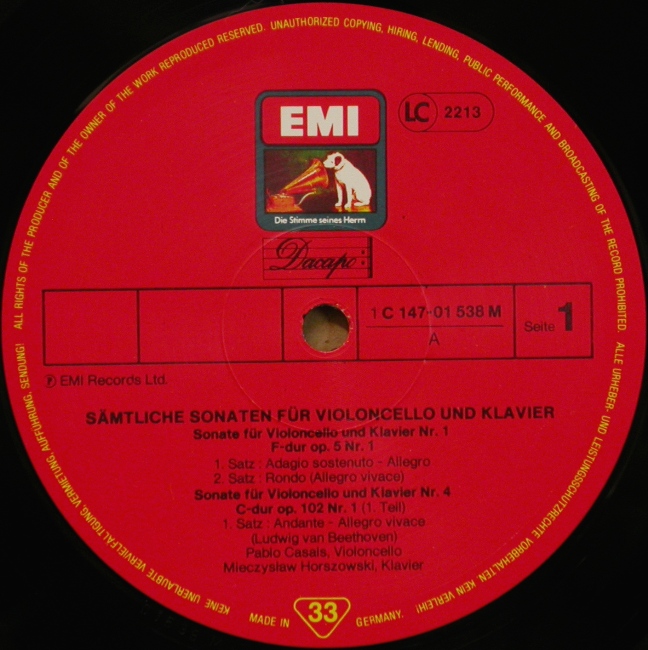 ALL RIGHTS OF THE PRODUCER AND OF THE OWNER OF THE WORK REPRODUCED RESERVED. UNAUTHORIZED COPYING, HIRING, LENDING, PUBLIC PERFORMANCE AND BROADCASTING OF THE RECORD PROHIBITED. ALLE URHEBER- UND LEISTUNGSSCHUTZRECHTE VORBEHALTEN KEIN VERLEIH!
KEINE UNERLAUBTE VERVIELFÄLTIGUNG VERMIETUNG AUFFÜHRUNG, SENDUNG!
EMI
LC 2213
Die Stimme seines Herrn
Dacapo
1 C 147-01 538 M
A
Seite 1
℗ EMI Records Ltd.
SÄMTLICHE SONATEN FÜR VIOLONCELLO UND KLAVIER
Sonate für Violoncello und Klavier Nr. 1
F-dur op. 5 Nr. 1
1. Satz : Adagio sostenuto - Allegro
2. Satz : Rondo (Allegro vivace)
Sonate für Violoncello und Klavier Nr. 4
C-dur op. 102 Nr. 1 (1. Teil)
1. Satz : Andante - Allegro vivace
(Ludwig van Beethoven)
Pablo Casals, Violoncello
Mieczysław Horszowski, Klavier
MADE IN 33 GERMANY.